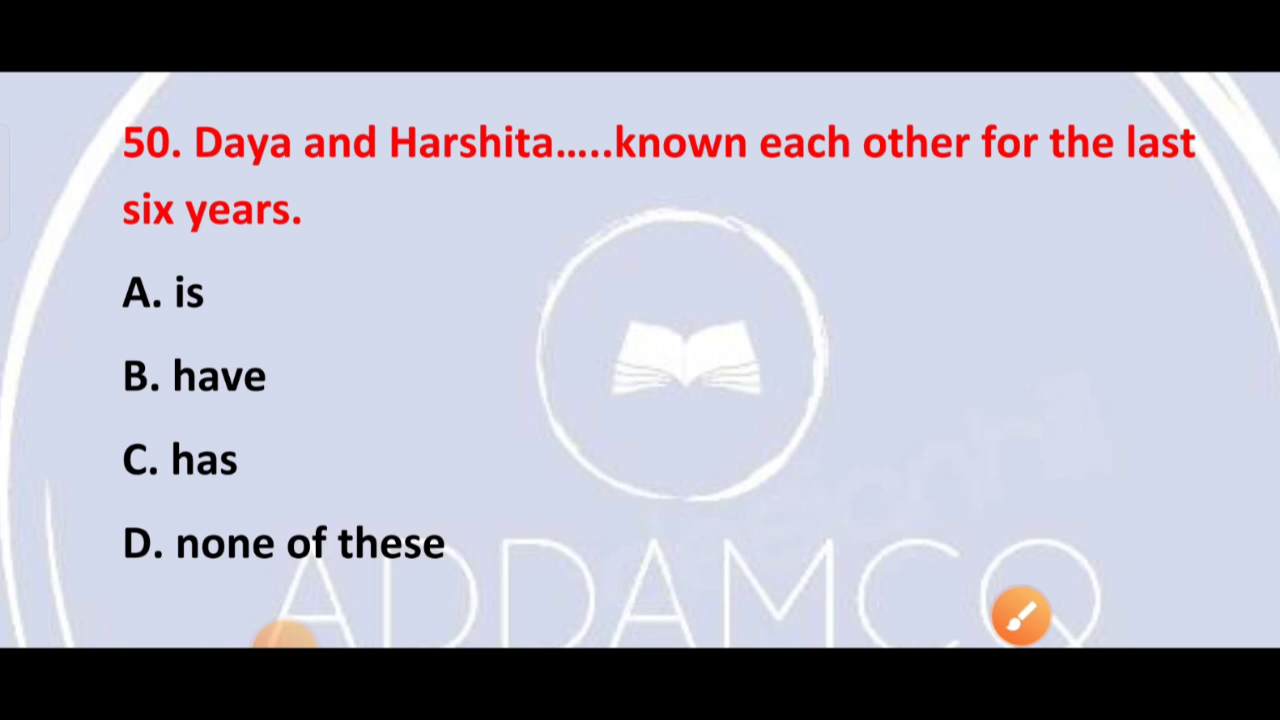 50. Daya and Harshita.....known each other for the last
six years.
A. is
B. have
C. has
D. none of these
ADDAMCQ